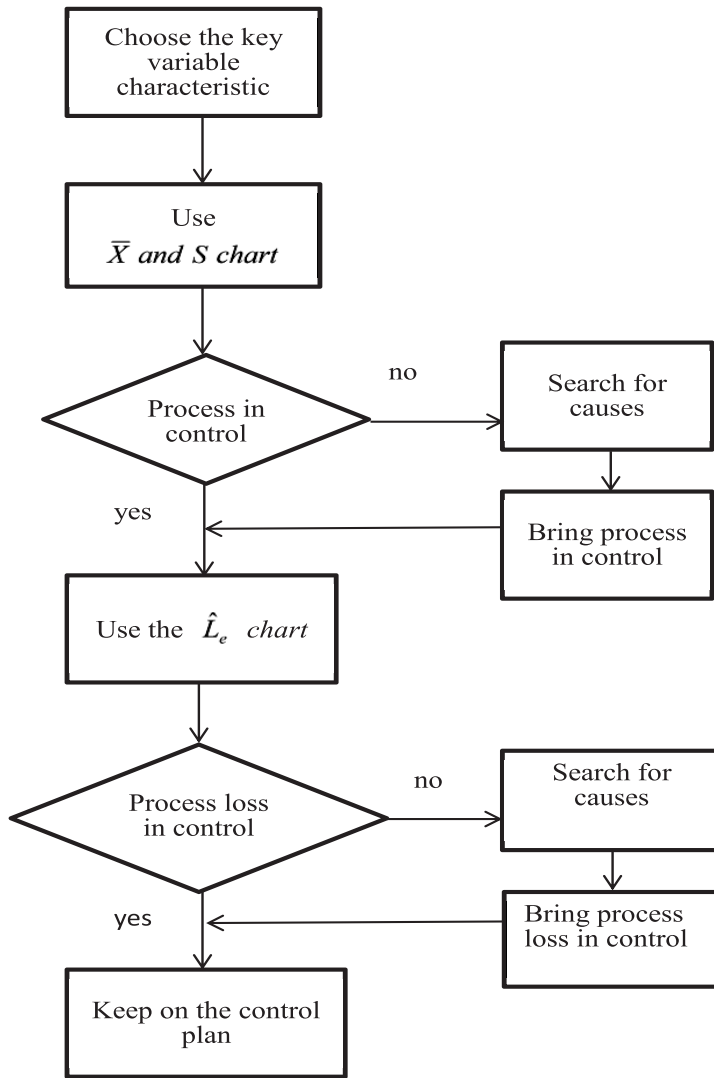 Choose the key
variable
characteristic
Use
X̅ and S chart
Process in
control
no
Search for
causes
yes
Bring process
in control
Use the L̂ₑ chart
Process loss
in control
no
Search for
causes
yes
Bring process
loss in control
Keep on the control
plan